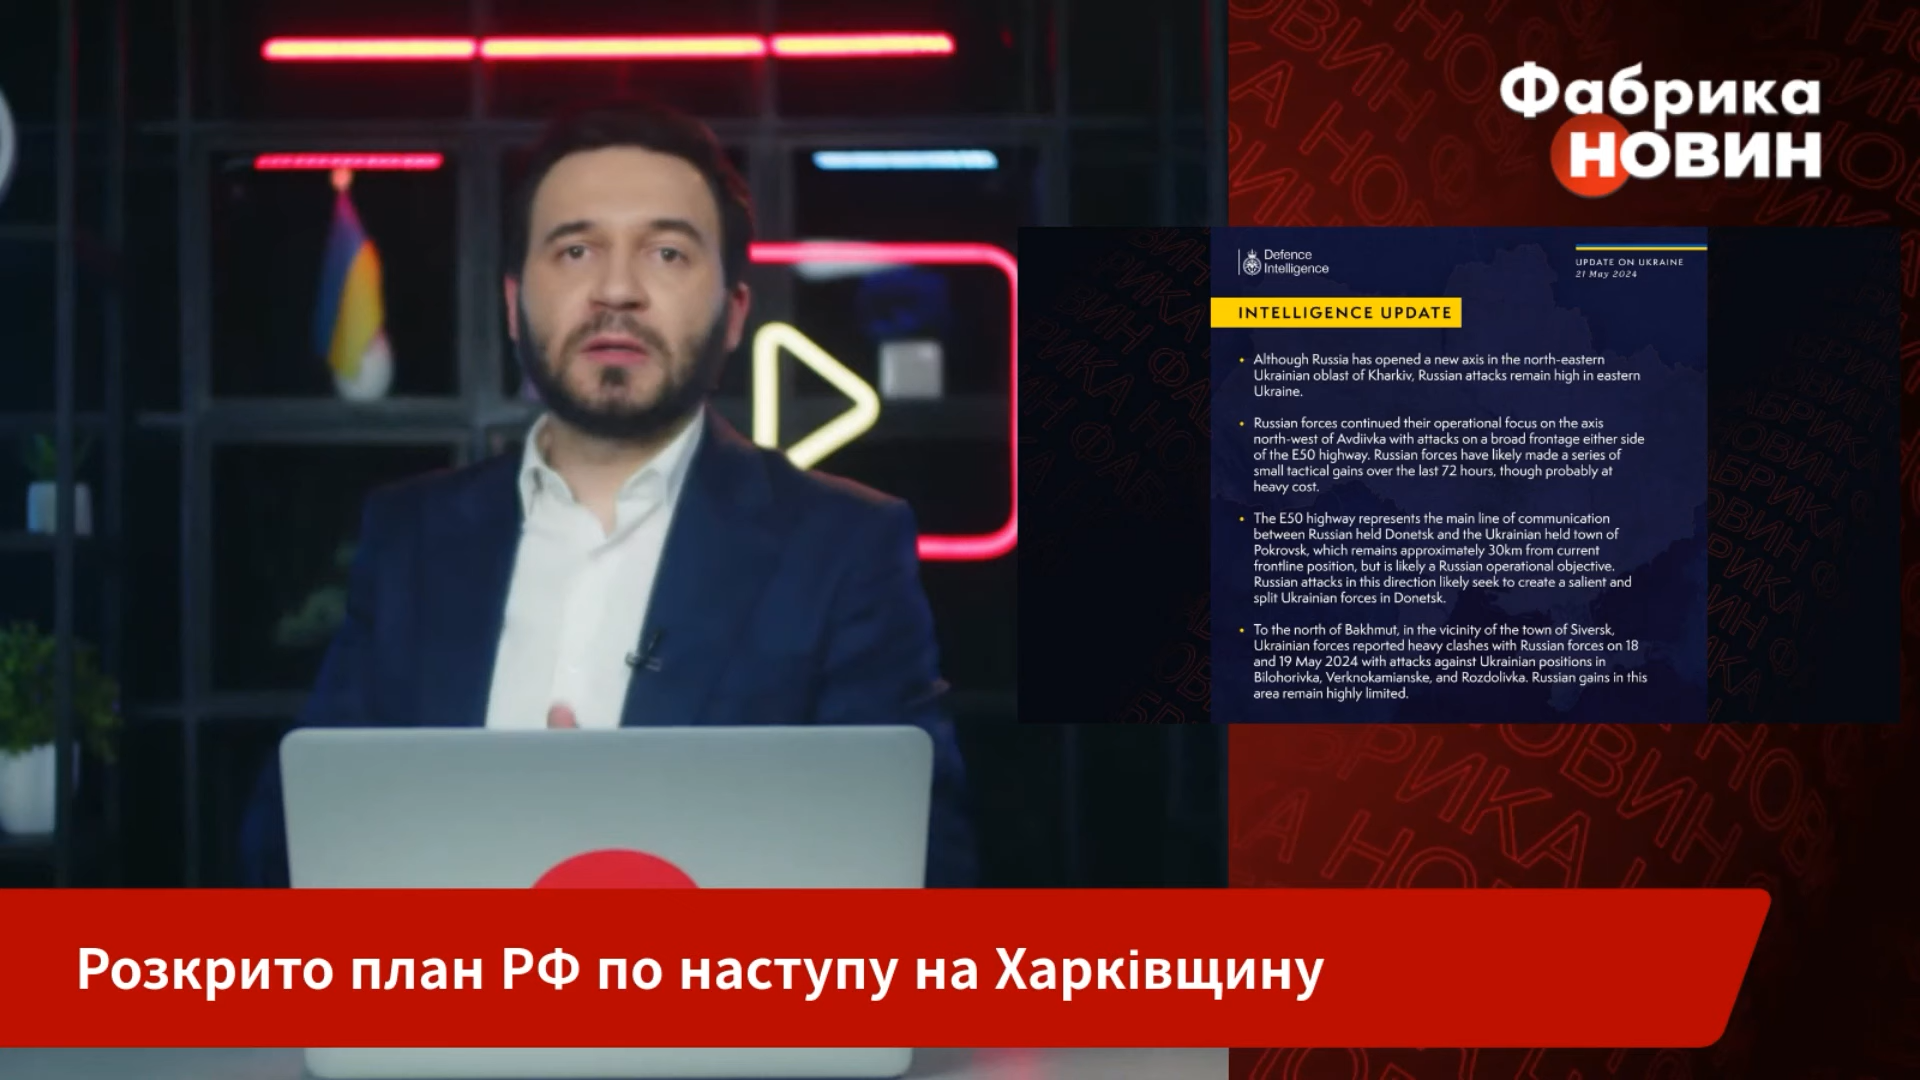 Фабрика
НОВИН
Defence
Intelligence
UPDATE ON UKRAINE
21 May 2024
INTELLIGENCE UPDATE
• Although Russia has opened a new axis in the north-eastern
Ukrainian oblast of Kharkiv, Russian attacks remain high in eastern
Ukraine.
• Russian forces continued their operational focus on the axis
north-west of Avdiivka with attacks on a broad frontage either side
of the E50 highway. Russian forces have likely made a series of
small tactical gains over the last 72 hours, though probably at
heavy cost.
• The E50 highway represents the main line of communication
between Russian held Donetsk and the Ukrainian held town of
Pokrovsk, which remains approximately 30km from current
frontline position, but is likely a Russian operational objective.
Russian attacks in this direction likely seek to create a salient and
split Ukrainian forces in Donetsk.
• To the north of Bakhmut, in the vicinity of the town of Siversk,
Ukrainian forces reported heavy clashes with Russian forces on 18
and 19 May 2024 with attacks against Ukrainian positions in
Bilohorivka, Verknokamianske, and Rozdolivka. Russian gains in this
area remain highly limited.
Розкрито план РФ по наступу на Харківщину